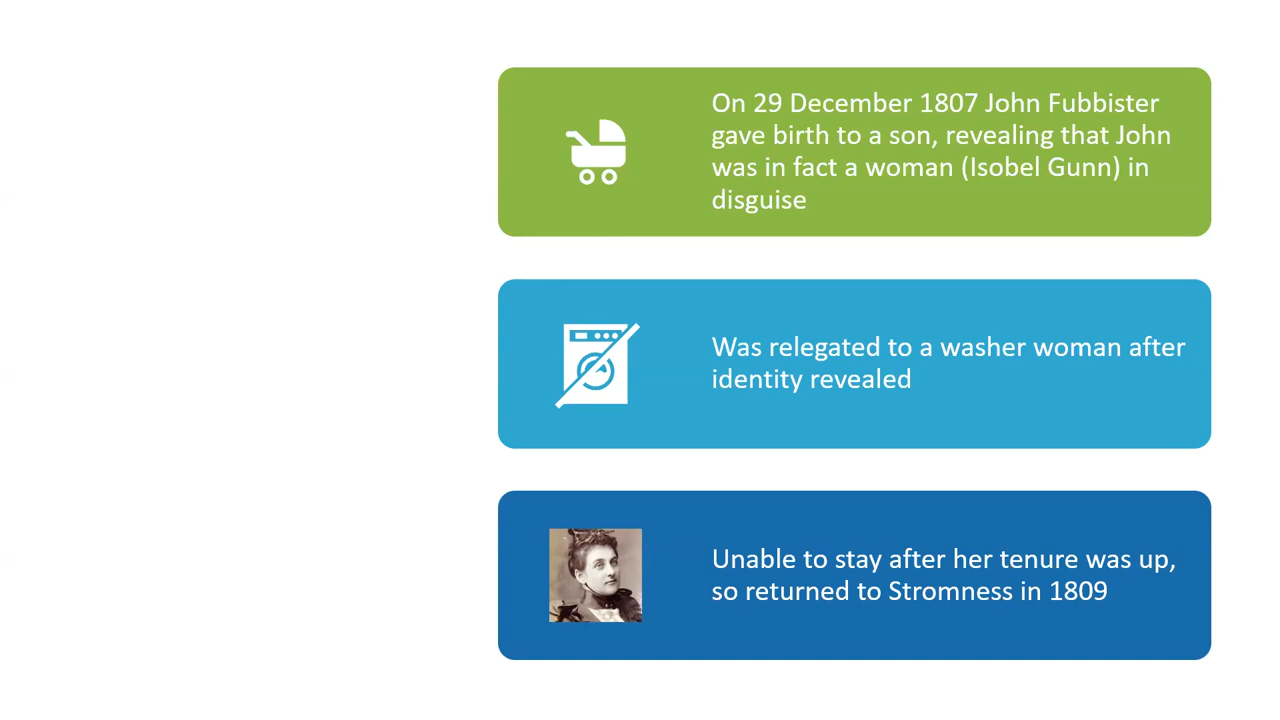 On 29 December 1807 John Fubbister
gave birth to a son, revealing that John
was in fact a woman (Isobel Gunn) in
disguise
Was relegated to a washer woman after
identity revealed
Unable to stay after her tenure was up,
so returned to Stromness in 1809